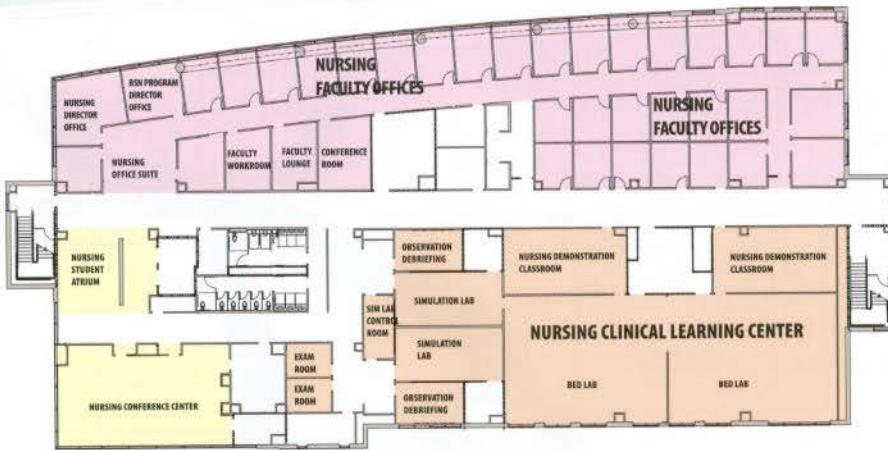 NURSING
FACULTY OFFICES
BSN PROGRAM
DIRECTOR
OFFICE
NURSING
DIRECTOR
OFFICE
NURSING
FACULTY OFFICES
NURSING
OFFICE SUITE
FACULTY
WORKROOM
FACULTY
LOUNGE
CONFERENCE
ROOM
NURSING
STUDENT
ATRIUM
OBSERVATION
DEBRIEFING
NURSING DEMONSTRATION
CLASSROOM
NURSING DEMONSTRATION
CLASSROOM
SIMULATION LAB
SIM LAB
CONTROL
ROOM
SIMULATION
LAB
NURSING CLINICAL LEARNING CENTER
EXAM
ROOM
EXAM
ROOM
BED LAB
BED LAB
OBSERVATION
DEBRIEFING
NURSING CONFERENCE CENTER